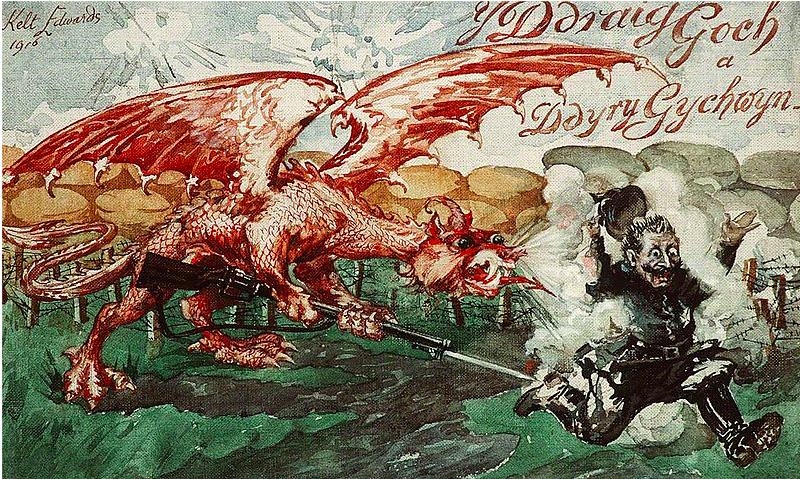 Kelt Edwards
1916
Y Ddraig
Goch
a
Ddyry Gychwyn-